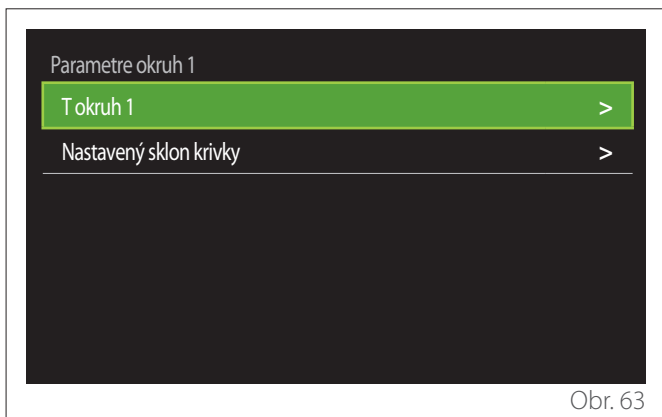 Parametre okruh 1
T okruh 1 >
Nastavený sklon krivky >
Obr. 63